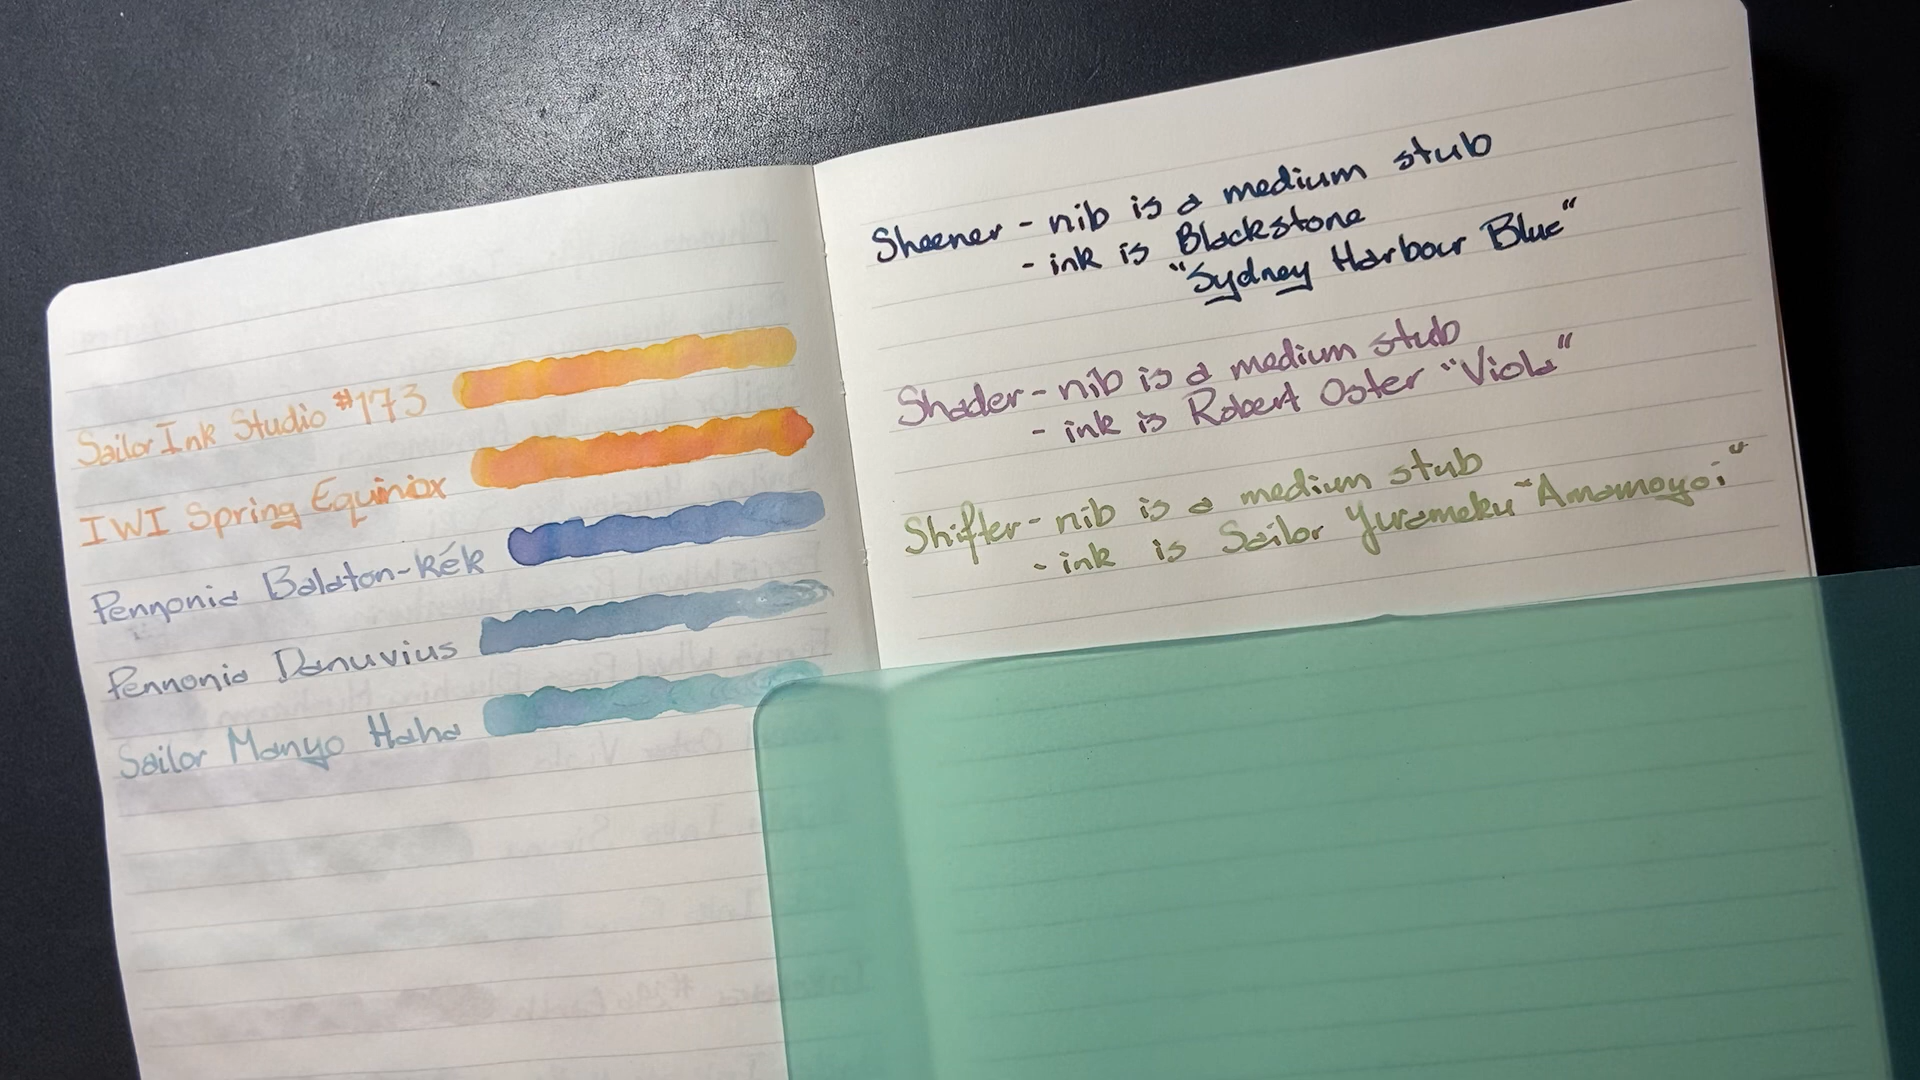 Sailor Ink Studio #173
IWI Spring Equinox
Pennonia Balaton-kék
Pennonia Danuvius
Sailor Manyo Haha
Sheener - nib is a medium stub
- ink is Blackstone
"Sydney Harbour Blue"
Shader - nib is a medium stub
- ink is Robert Oster "Viola"
Shifter - nib is a medium stub
- ink is Sailor Yurameku "Amamoyoi"